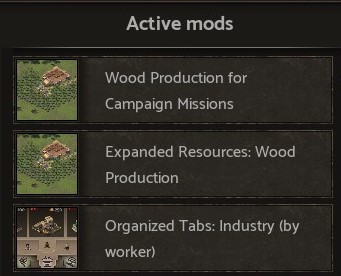 Active mods
Wood Production for
Campaign Missions
Expanded Resources: Wood
Production
Organized Tabs: Industry (by
worker)